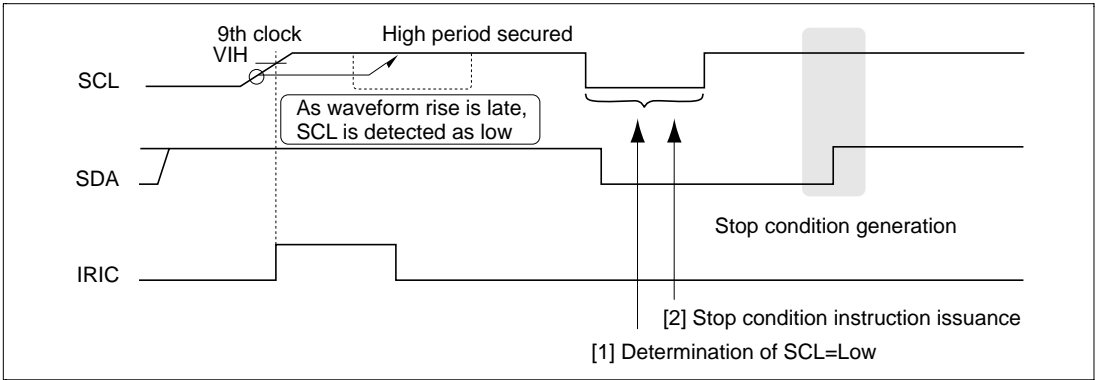 9th clock
High period secured
VIH
SCL
As waveform rise is late,
SCL is detected as low
SDA
Stop condition generation
IRIC
[2] Stop condition instruction issuance
[1] Determination of SCL=Low